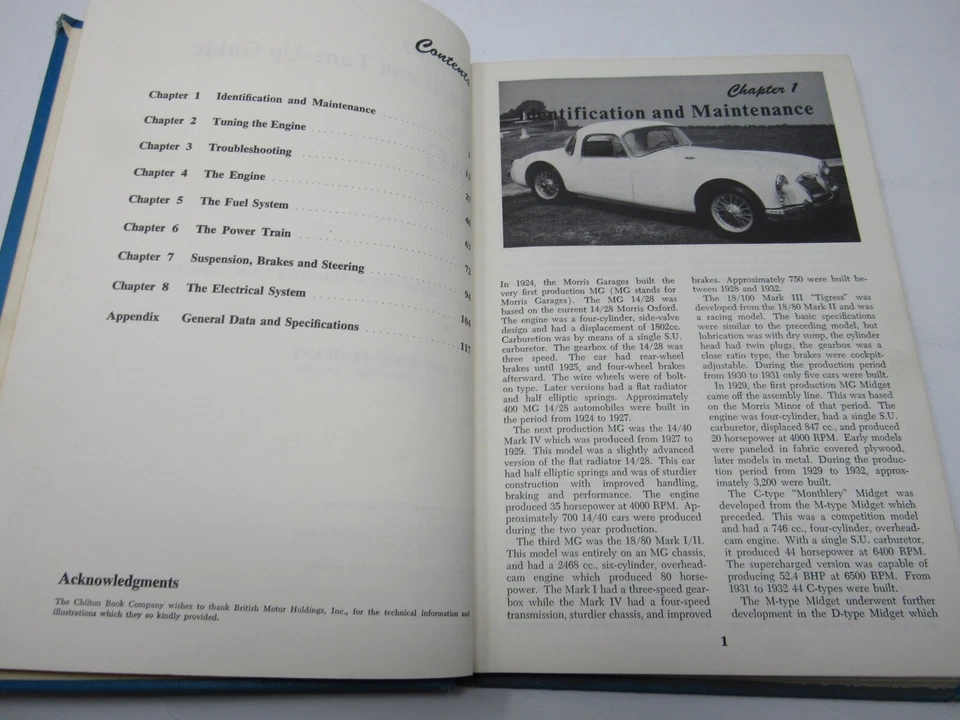 Contents
Chapter 1 Identification and Maintenance
Chapter 2 Tuning the Engine
1
Chapter 3 Troubleshooting
11
Chapter 4 The Engine
27
Chapter 5 The Fuel System
46
Chapter 6 The Power Train
63
Chapter 7 Suspension, Brakes and Steering
72
Chapter 8 The Electrical System
94
Appendix General Data and Specifications
104
117
Acknowledgments
The Chilton Book Company wishes to thank British Motor Holdings, Inc., for the technical information and
illustrations which they so kindly provided.
Chapter 1
Identification and Maintenance
In 1924, the Morris Garages built the
very first production MG (MG stands for
Morris Garages). The MG 14/28 was
based on the current 14/28 Morris Oxford.
The engine was a four-cylinder, side-valve
design and had a displacement of 1802cc.
Carburetion was by means of a single S.U.
carburetor. The gearbox of the 14/28 was
three speed. The car had rear-wheel
brakes until 1925, and four-wheel brakes
afterward. The wire wheels were of bolt-
on type. Later versions had a flat radiator
and half elliptic springs. Approximately
400 MG 14/28 automobiles were built in
the period from 1924 to 1927.
The next production MG was the 14/40
Mark IV which was produced from 1927 to
1929. This model was a slightly advanced
version of the flat radiator 14/28. This car
had half elliptic springs and was of sturdier
construction with improved handling,
braking and performance. The engine
produced 35 horsepower at 4000 RPM. Ap-
proximately 700 14/40 cars were produced
during the two year production.
The third MG was the 18/80 Mark I/II.
This model was entirely on an MG chassis,
and had a 2468 cc., six-cylinder, overhead-
cam engine which produced 80 horse-
power. The Mark I had a three-speed gear-
box while the Mark IV had a four-speed
transmission, sturdier chassis, and improved
brakes. Approximately 750 were built be-
tween 1928 and 1932.
The 18/100 Mark III "Tigress" was
developed from the 18/80 Mark II and was
a racing model. The basic specifications
were similar to the preceding model, but
lubrication was with dry sump, the cylinder
head had twin plugs, the gearbox was a
close ratio type, the brakes were cockpit-
adjustable. During the production period
from 1930 to 1931 only five cars were built.
In 1929, the first production MG Midget
came off the assembly line. This was based
on the Morris Minor of that period. The
engine was four-cylinder, had a single S.U.
carburetor, displaced 847 cc., and produced
20 horsepower at 4000 RPM. Early models
were paneled in fabric covered plywood,
later models in metal. During the produc-
tion period from 1929 to 1932, approx-
imately 3,200 were built.
The C-type "Monthlery" Midget was
developed from the M-type Midget which
preceded. This was a competition model
and had a 746 cc., four-cylinder, overhead-
cam engine. With a single S.U. carburetor,
it produced 44 horsepower at 6400 RPM.
The supercharged version was capable of
producing 52.4 BHP at 6500 RPM. From
1931 to 1932 44 C-types were built.
The M-type Midget underwent further
development in the D-type Midget which
1